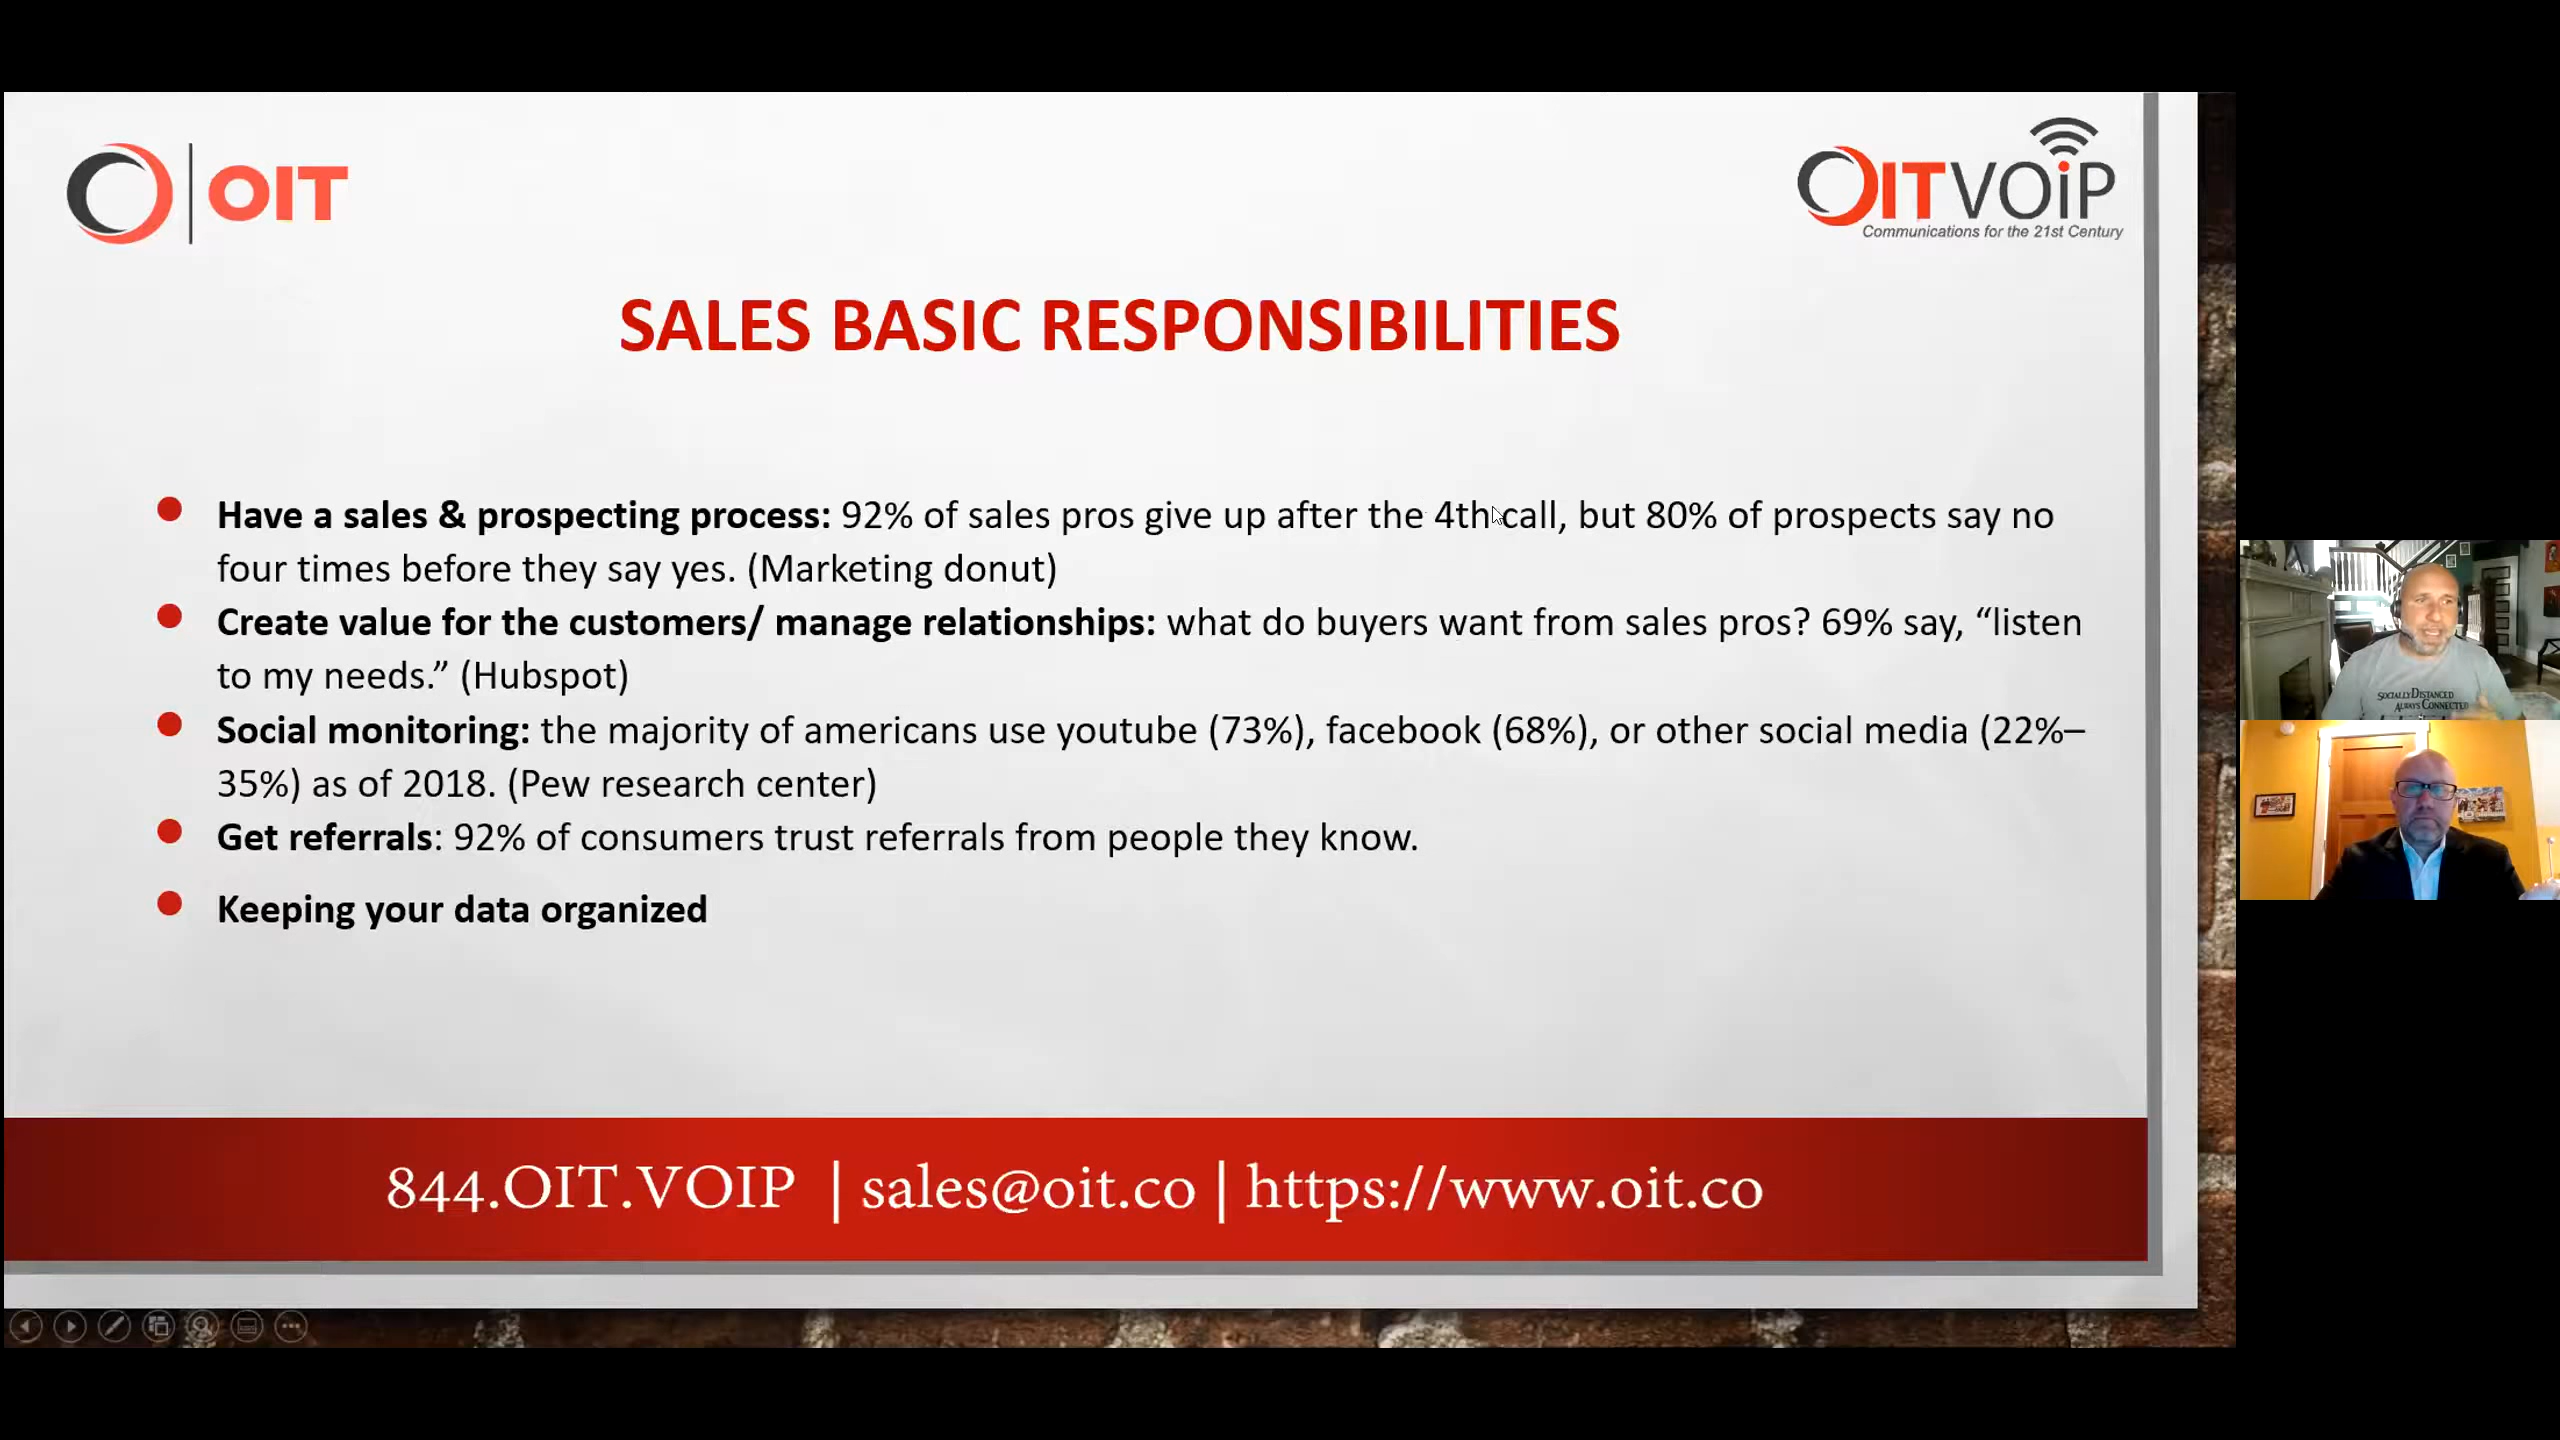 OIT
OITVOiP
Communications for the 21st Century
SALES BASIC RESPONSIBILITIES
Have a sales & prospecting process: 92% of sales pros give up after the 4th call, but 80% of prospects say no
four times before they say yes. (Marketing donut)
Create value for the customers/ manage relationships: what do buyers want from sales pros? 69% say, “listen
to my needs.” (Hubspot)
Social monitoring: the majority of americans use youtube (73%), facebook (68%), or other social media (22%–
35%) as of 2018. (Pew research center)
Get referrals: 92% of consumers trust referrals from people they know.
Keeping your data organized
SOCIALLY DISTANCED
ALWAYS CONNECTED
844.OIT.VOIP | sales@oit.co | https://www.oit.co